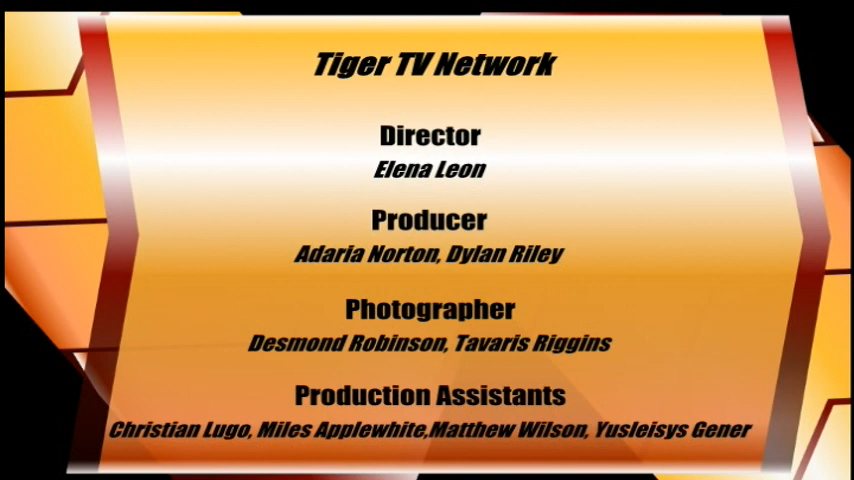 Tiger TV Network
Director
Elena Leon
Producer
Adaria Norton, Dylan Riley
Photographer
Desmond Robinson, Tavaris Riggins
Production Assistants
Christian Lugo, Miles Applewhite,Matthew Wilson, Yusleisys Gener